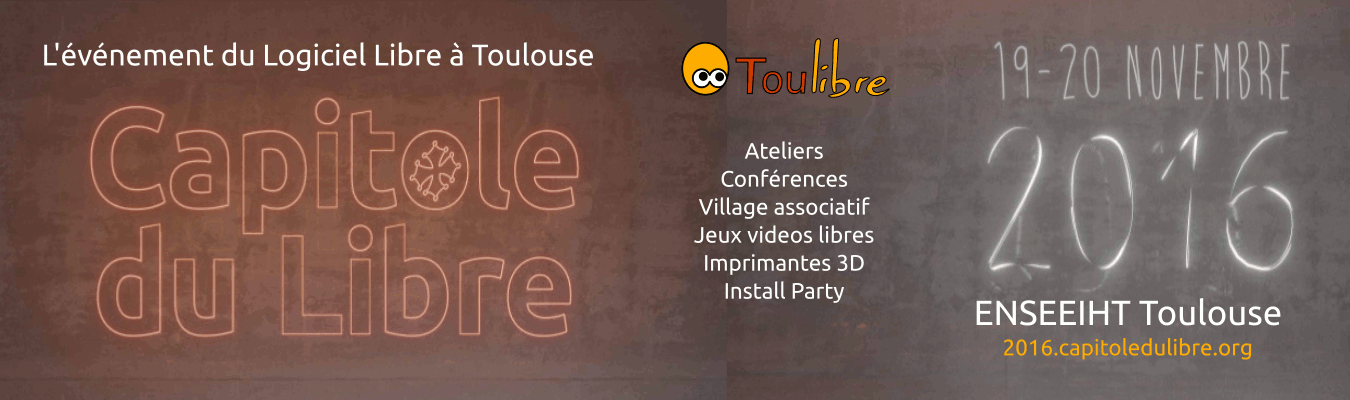 L'événement du Logiciel Libre à Toulouse
Capitole
du Libre
Toulibre
Ateliers
Conférences
Village associatif
Jeux videos libres
Imprimantes 3D
Install Party
19-20 NOVEMBRE
2016
ENSEEIHT Toulouse
2016.capitoledulibre.org